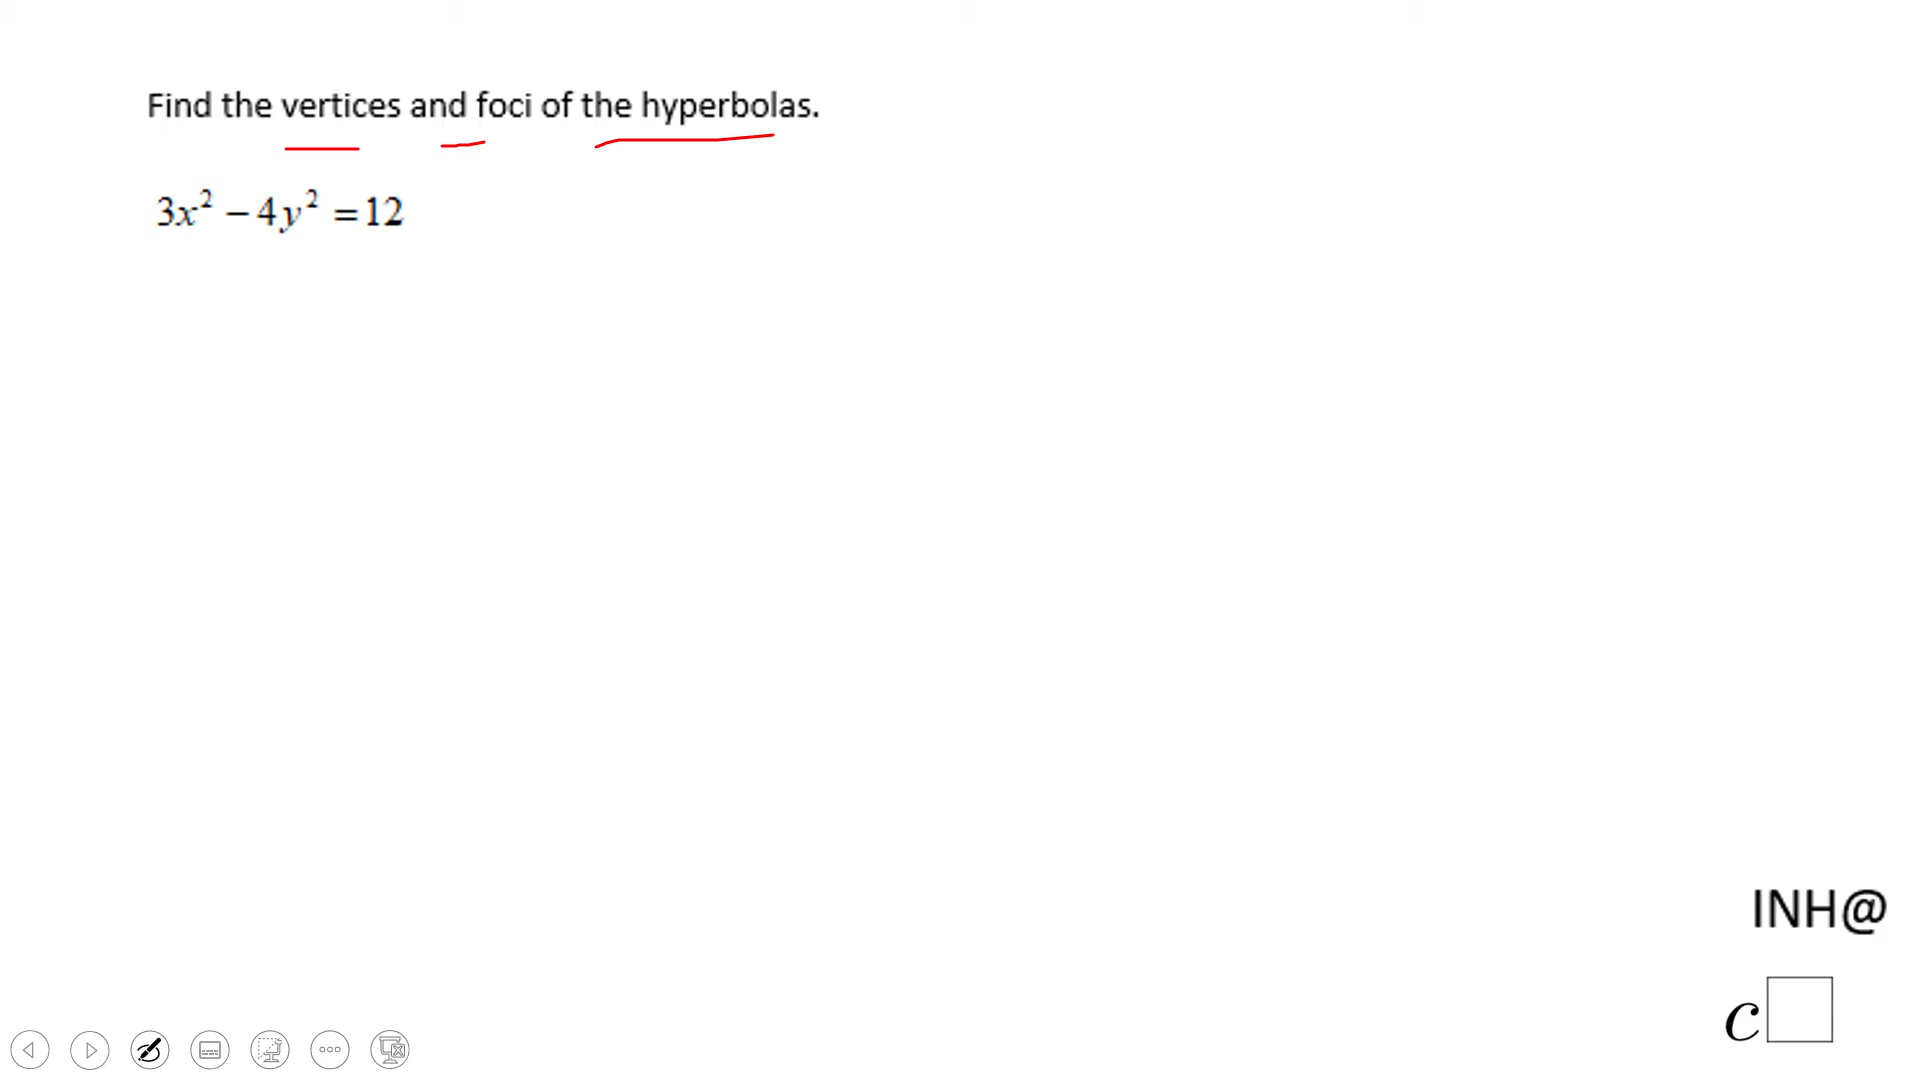 Find the vertices and foci of the hyperbolas.
3x² − 4y² = 12
INH@
c□